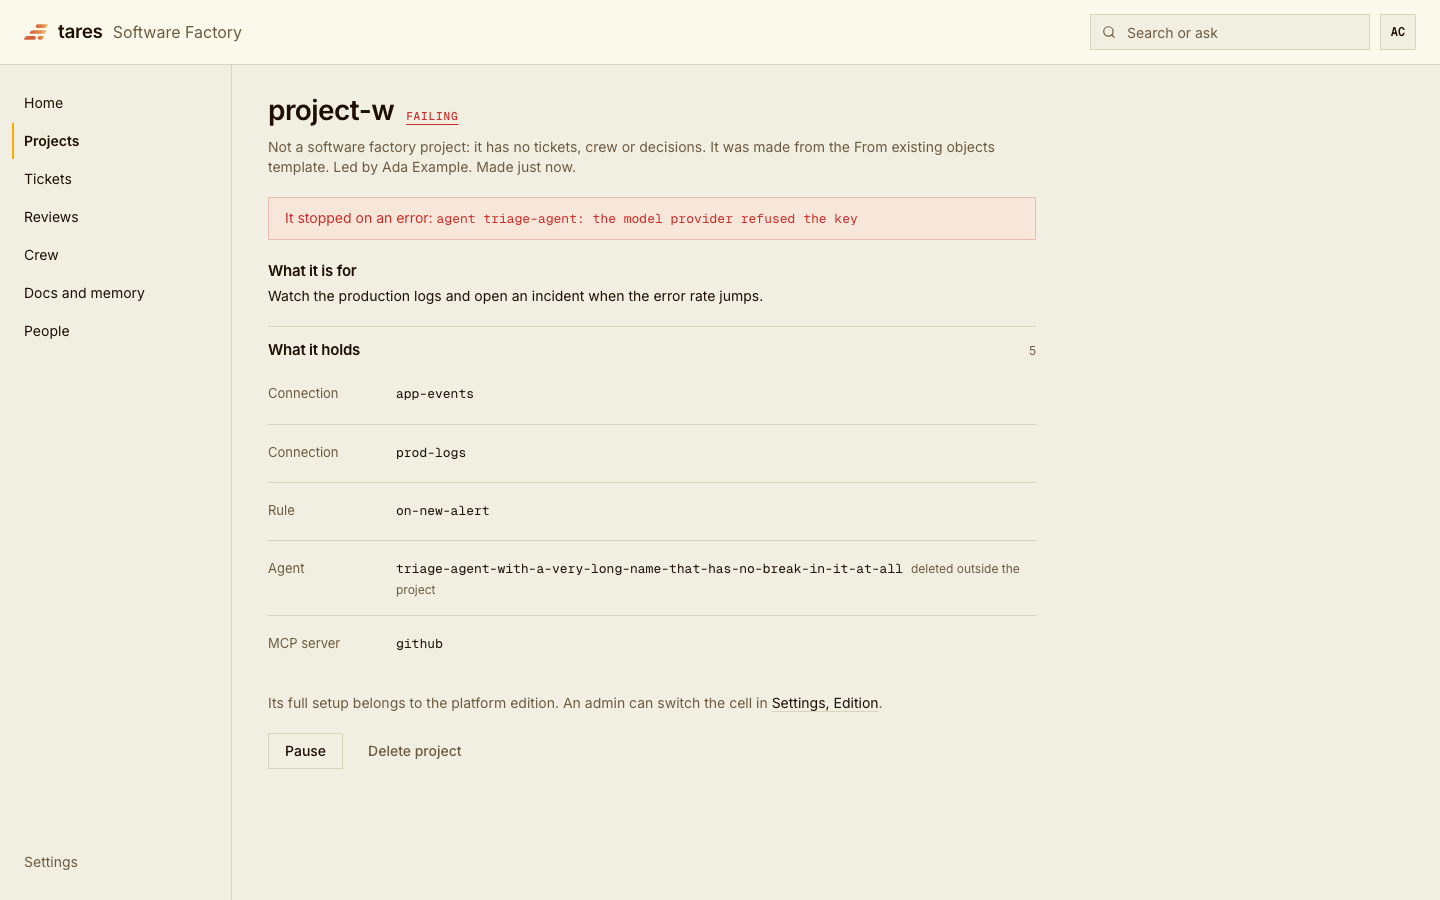 tares Software Factory
Search or ask
AC
Home
Projects
Tickets
Reviews
Crew
Docs and memory
People
Settings
project-w FAILING
Not a software factory project: it has no tickets, crew or decisions. It was made from the From existing objects
template. Led by Ada Example. Made just now.
It stopped on an error: agent triage-agent: the model provider refused the key
What it is for
Watch the production logs and open an incident when the error rate jumps.
What it holds 5
Connection app-events
Connection prod-logs
Rule on-new-alert
Agent triage-agent-with-a-very-long-name-that-has-no-break-in-it-at-all deleted outside the
project
MCP server github
Its full setup belongs to the platform edition. An admin can switch the cell in Settings, Edition.
Pause Delete project